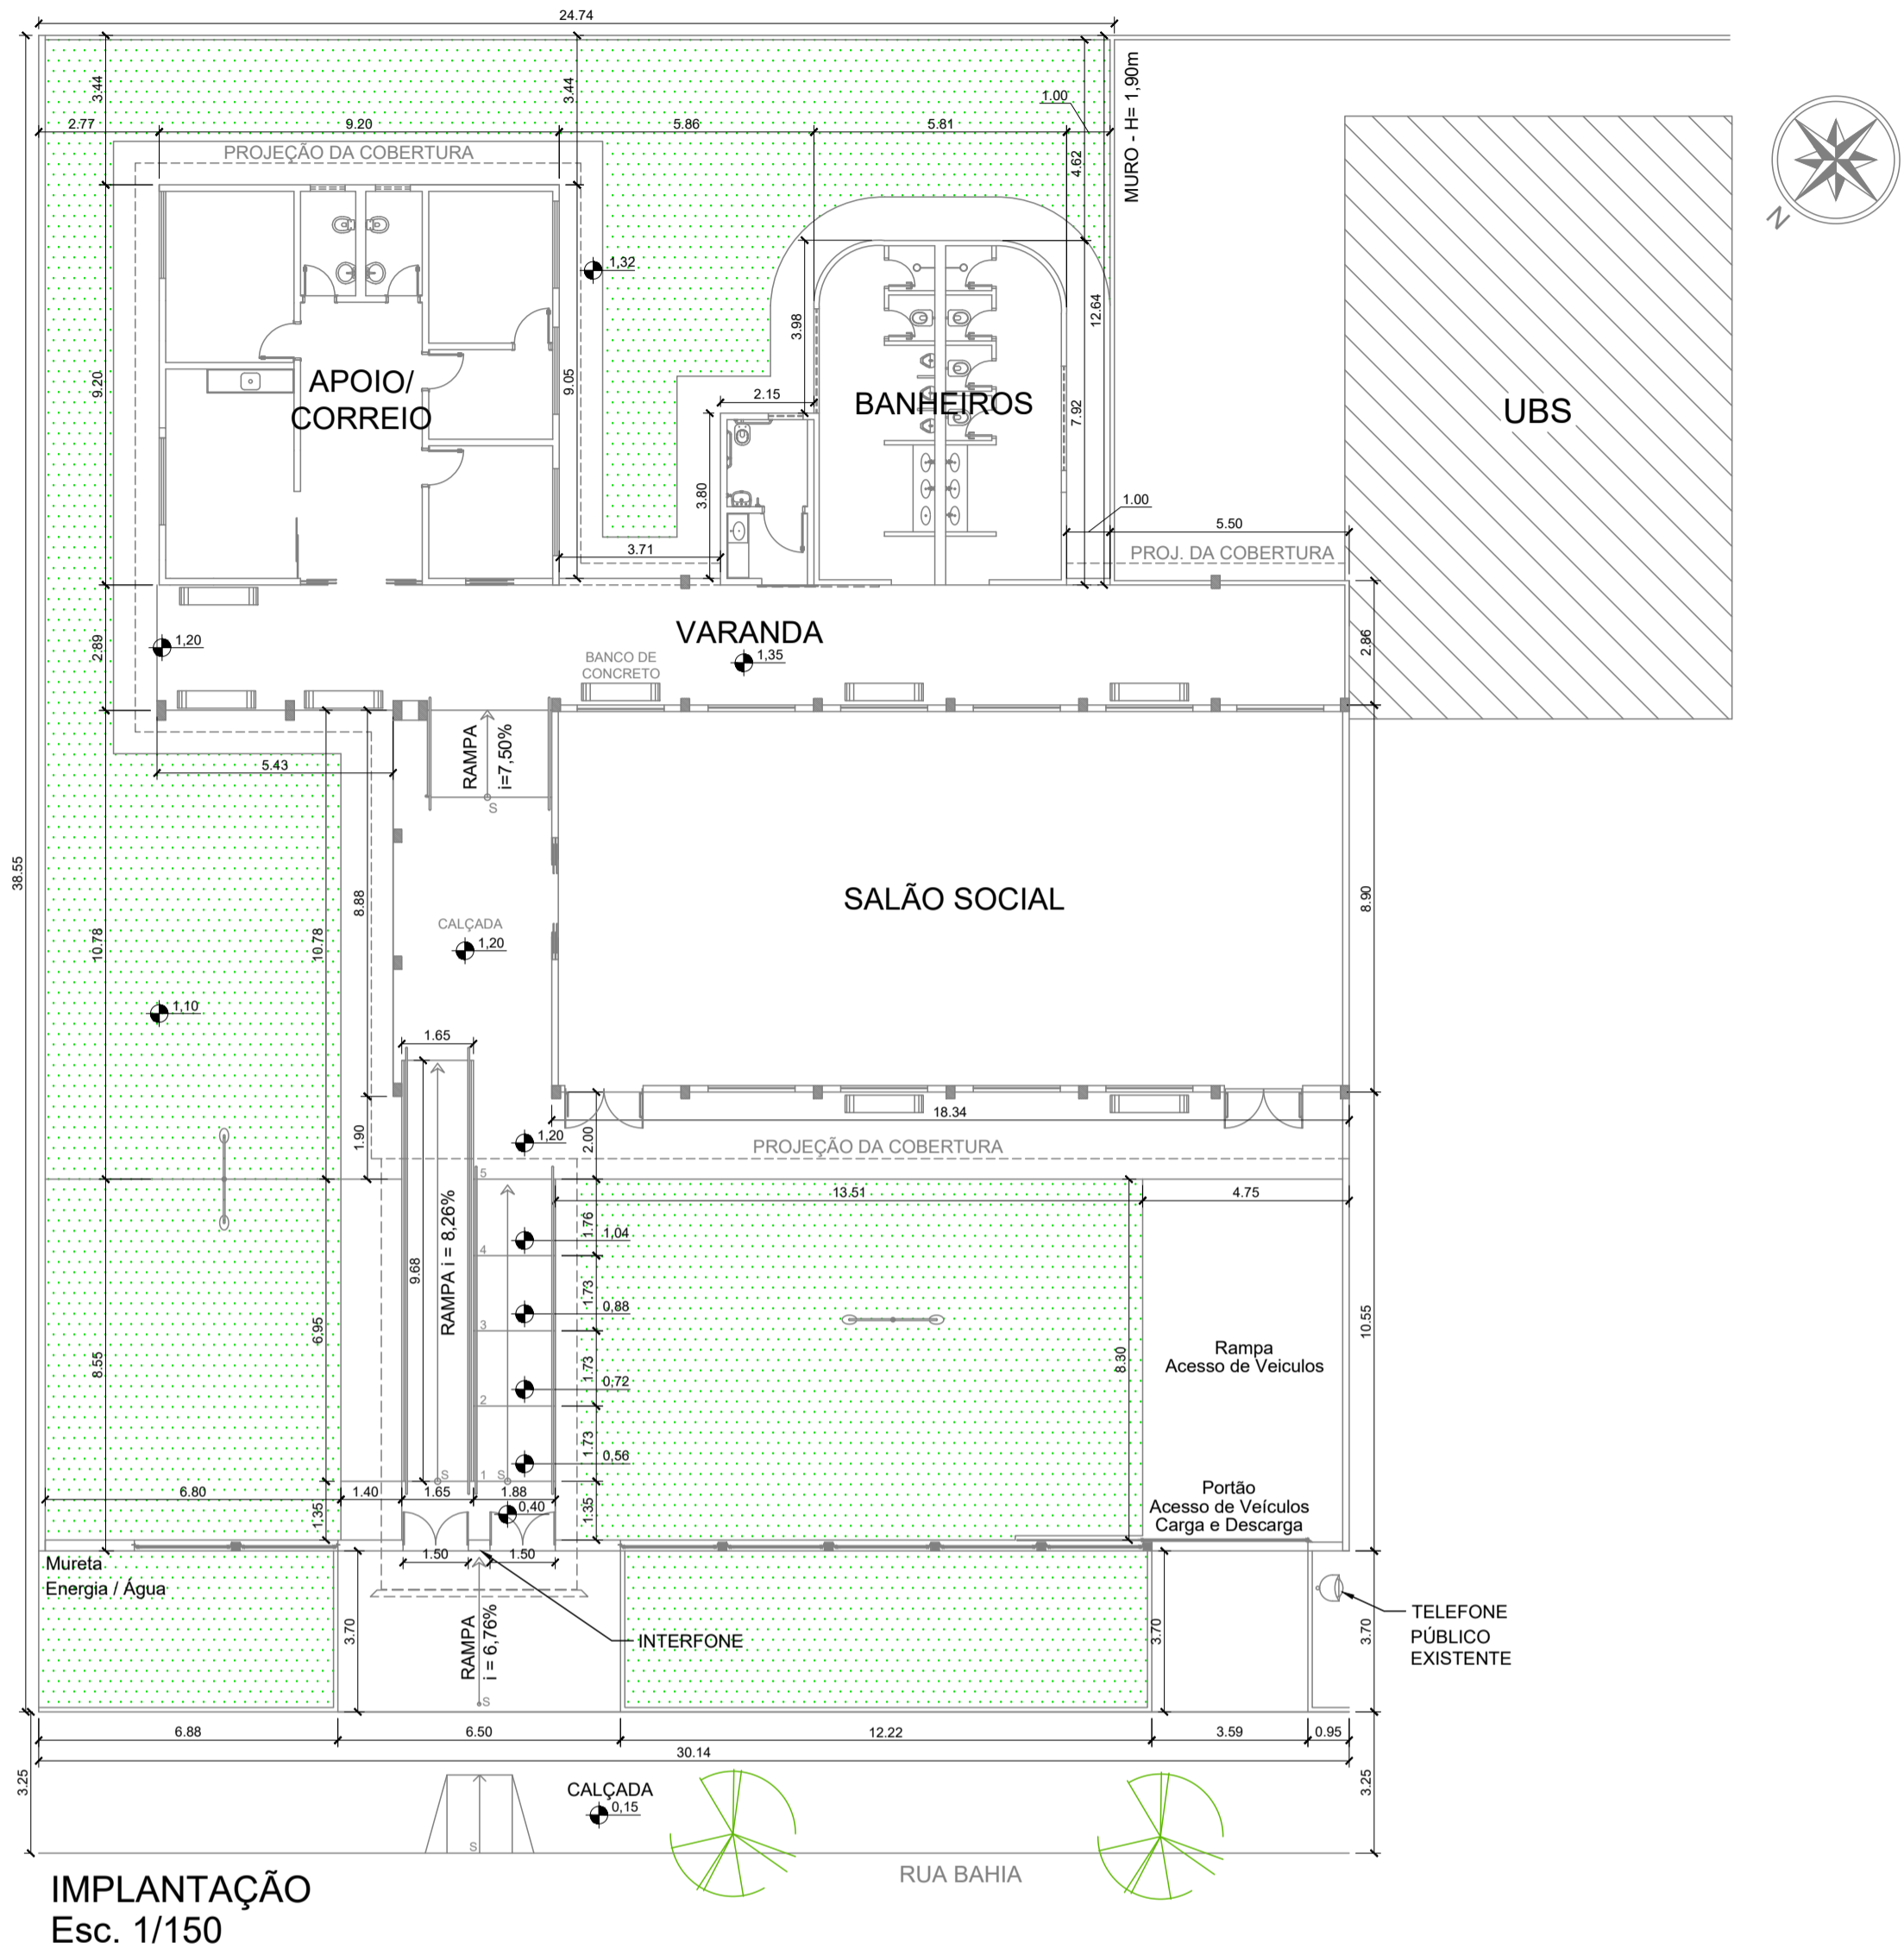 24.74
3.44
3.44
2.77
9.20
5.86
5.81
1.00
4.62
MURO - H= 1,90m
PROJEÇÃO DA COBERTURA
N
1,32
3.98
12.64
9.20
APOIO/
CORREIO
9.05
2.15
BANHEIROS
7.92
UBS
3.80
1.00
5.50
3.71
PROJ. DA COBERTURA
2.89
1,20
VARANDA
1,35
BANCO DE
CONCRETO
2.86
RAMPA
i=7,50%
S
5.43
38.55
8.88
SALÃO SOCIAL
8.90
CALÇADA
1,20
10.78
10.78
1,10
1.65
18.34
1.90
1,20
2.00
PROJEÇÃO DA COBERTURA
5
13.51
4.75
RAMPA i = 8,26%
9.68
1.76
1,04
4
1.73
0,88
3
1.73
0,72
2
1.73
0,56
S
1
S
8.55
6.95
8.30
10.55
Rampa
Acesso de Veiculos
6.80
1.40
1.65
1.88
1.35
0,40
1.35
Portão
Acesso de Veículos
Carga e Descarga
1.50
1.50
Mureta
Energia / Água
3.70
RAMPA
i = 6,76%
S
INTERFONE
3.70
3.70
TELEFONE
PÚBLICO
EXISTENTE
6.88
6.50
12.22
3.59
0.95
30.14
3.25
CALÇADA
0,15
3.25
S
RUA BAHIA
IMPLANTAÇÃO
Esc. 1/150